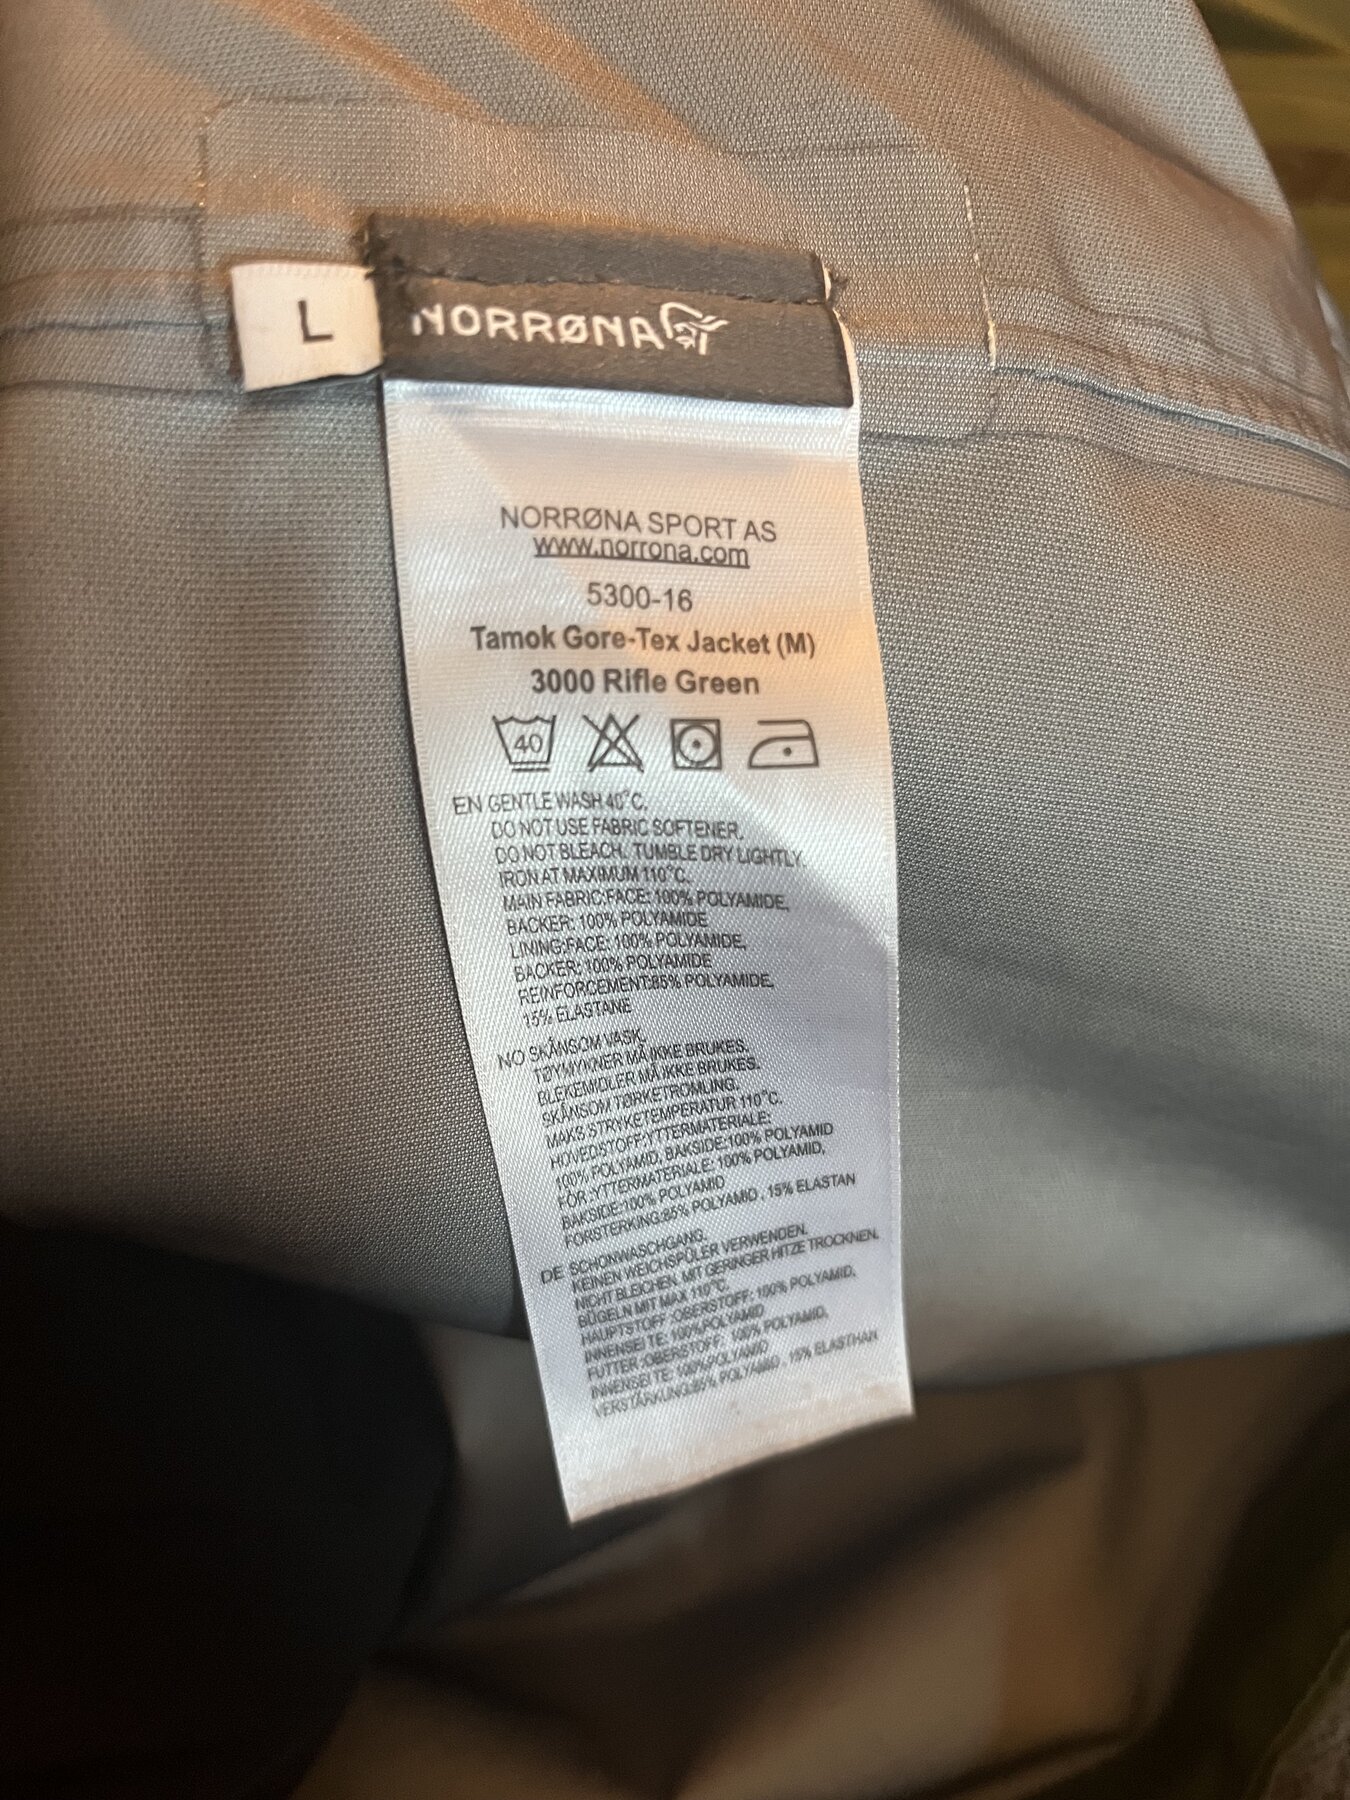 L
NORRØNA
NORRØNA SPORT AS
www.norrona.com
5300-16
Tamok Gore-Tex Jacket (M)
3000 Rifle Green
40
EN GENTLE WASH 40°C.
DO NOT USE FABRIC SOFTENER.
DO NOT BLEACH. TUMBLE DRY LIGHTLY.
IRON AT MAXIMUM 110°C.
MAIN FABRIC:FACE: 100% POLYAMIDE,
BACKER: 100% POLYAMIDE
LINING:FACE: 100% POLYAMIDE,
BACKER: 100% POLYAMIDE
REINFORCEMENT:85% POLYAMIDE,
15% ELASTANE
NO SKÅNSOM VASK.
TØYMYKNER MÅ IKKE BRUKES.
BLEKEMIDLER MÅ IKKE BRUKES.
SKÅNSOM TØRKETROMLING.
MAKS STRYKETEMPERATUR 110°C.
HOVEDSTOFF:YTTERMATERIALE:
100% POLYAMID, BAKSIDE:100% POLYAMID
FÓR :YTTERMATERIALE: 100% POLYAMID,
BAKSIDE:100% POLYAMID
FORSTERKING:85% POLYAMID , 15% ELASTAN
DE SCHONWASCHGANG.
KEINEN WEICHSPÜLER VERWENDEN.
NICHT BLEICHEN. MIT GERINGER HITZE TROCKNEN.
BÜGELN MIT MAX 110°C.
HAUPTSTOFF :OBERSTOFF: 100% POLYAMID,
INNENSEI TE: 100%POLYAMID
FUTTER :OBERSTOFF: 100% POLYAMID,
INNENSEI TE: 100%POLYAMID
VERSTÄRKUNG:85% POLYAMID , 15% ELASTHAN